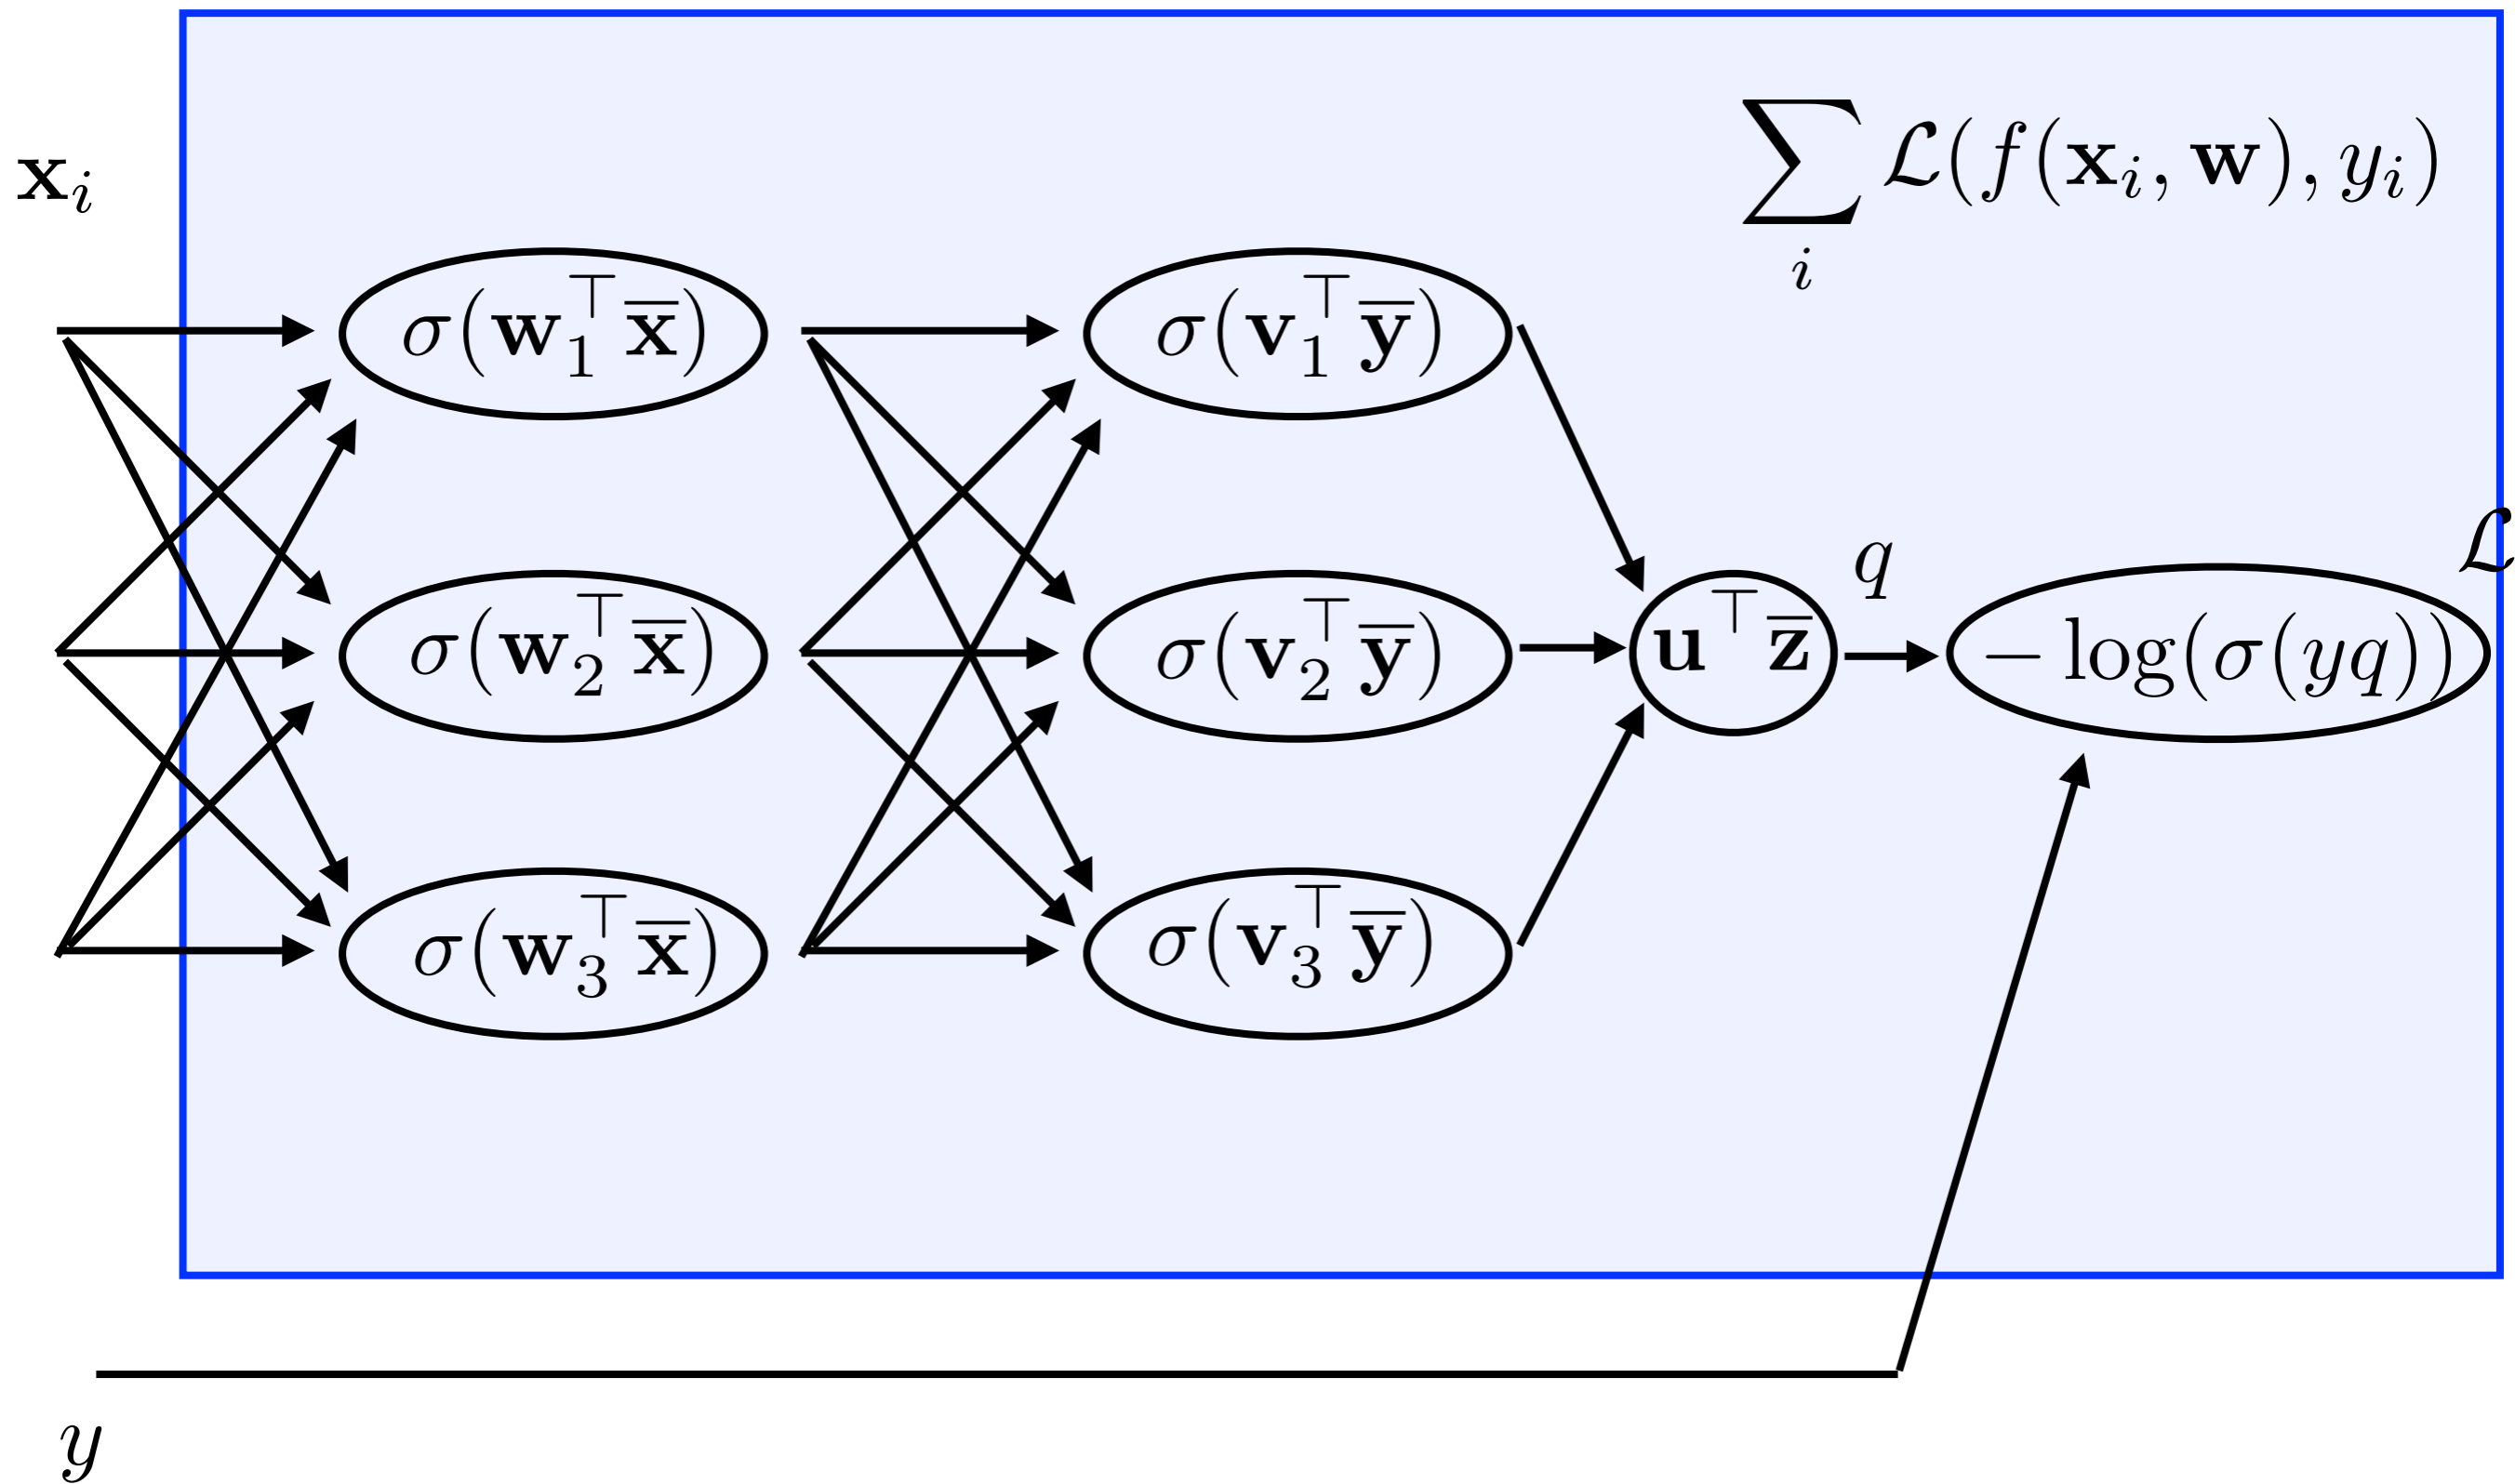 ∑_i ℒ(f(𝐱_i, 𝐰), y_i)
𝐱_i
σ(𝐰_1^⊤ 𝐱̅)
σ(𝐯_1^⊤ 𝐲̅)
ℒ
q
σ(𝐰_2^⊤ 𝐱̅)
σ(𝐯_2^⊤ 𝐲̅)
𝐮^⊤ 𝐳̅
− log(σ(yq))
σ(𝐰_3^⊤ 𝐱̅)
σ(𝐯_3^⊤ 𝐲̅)
y